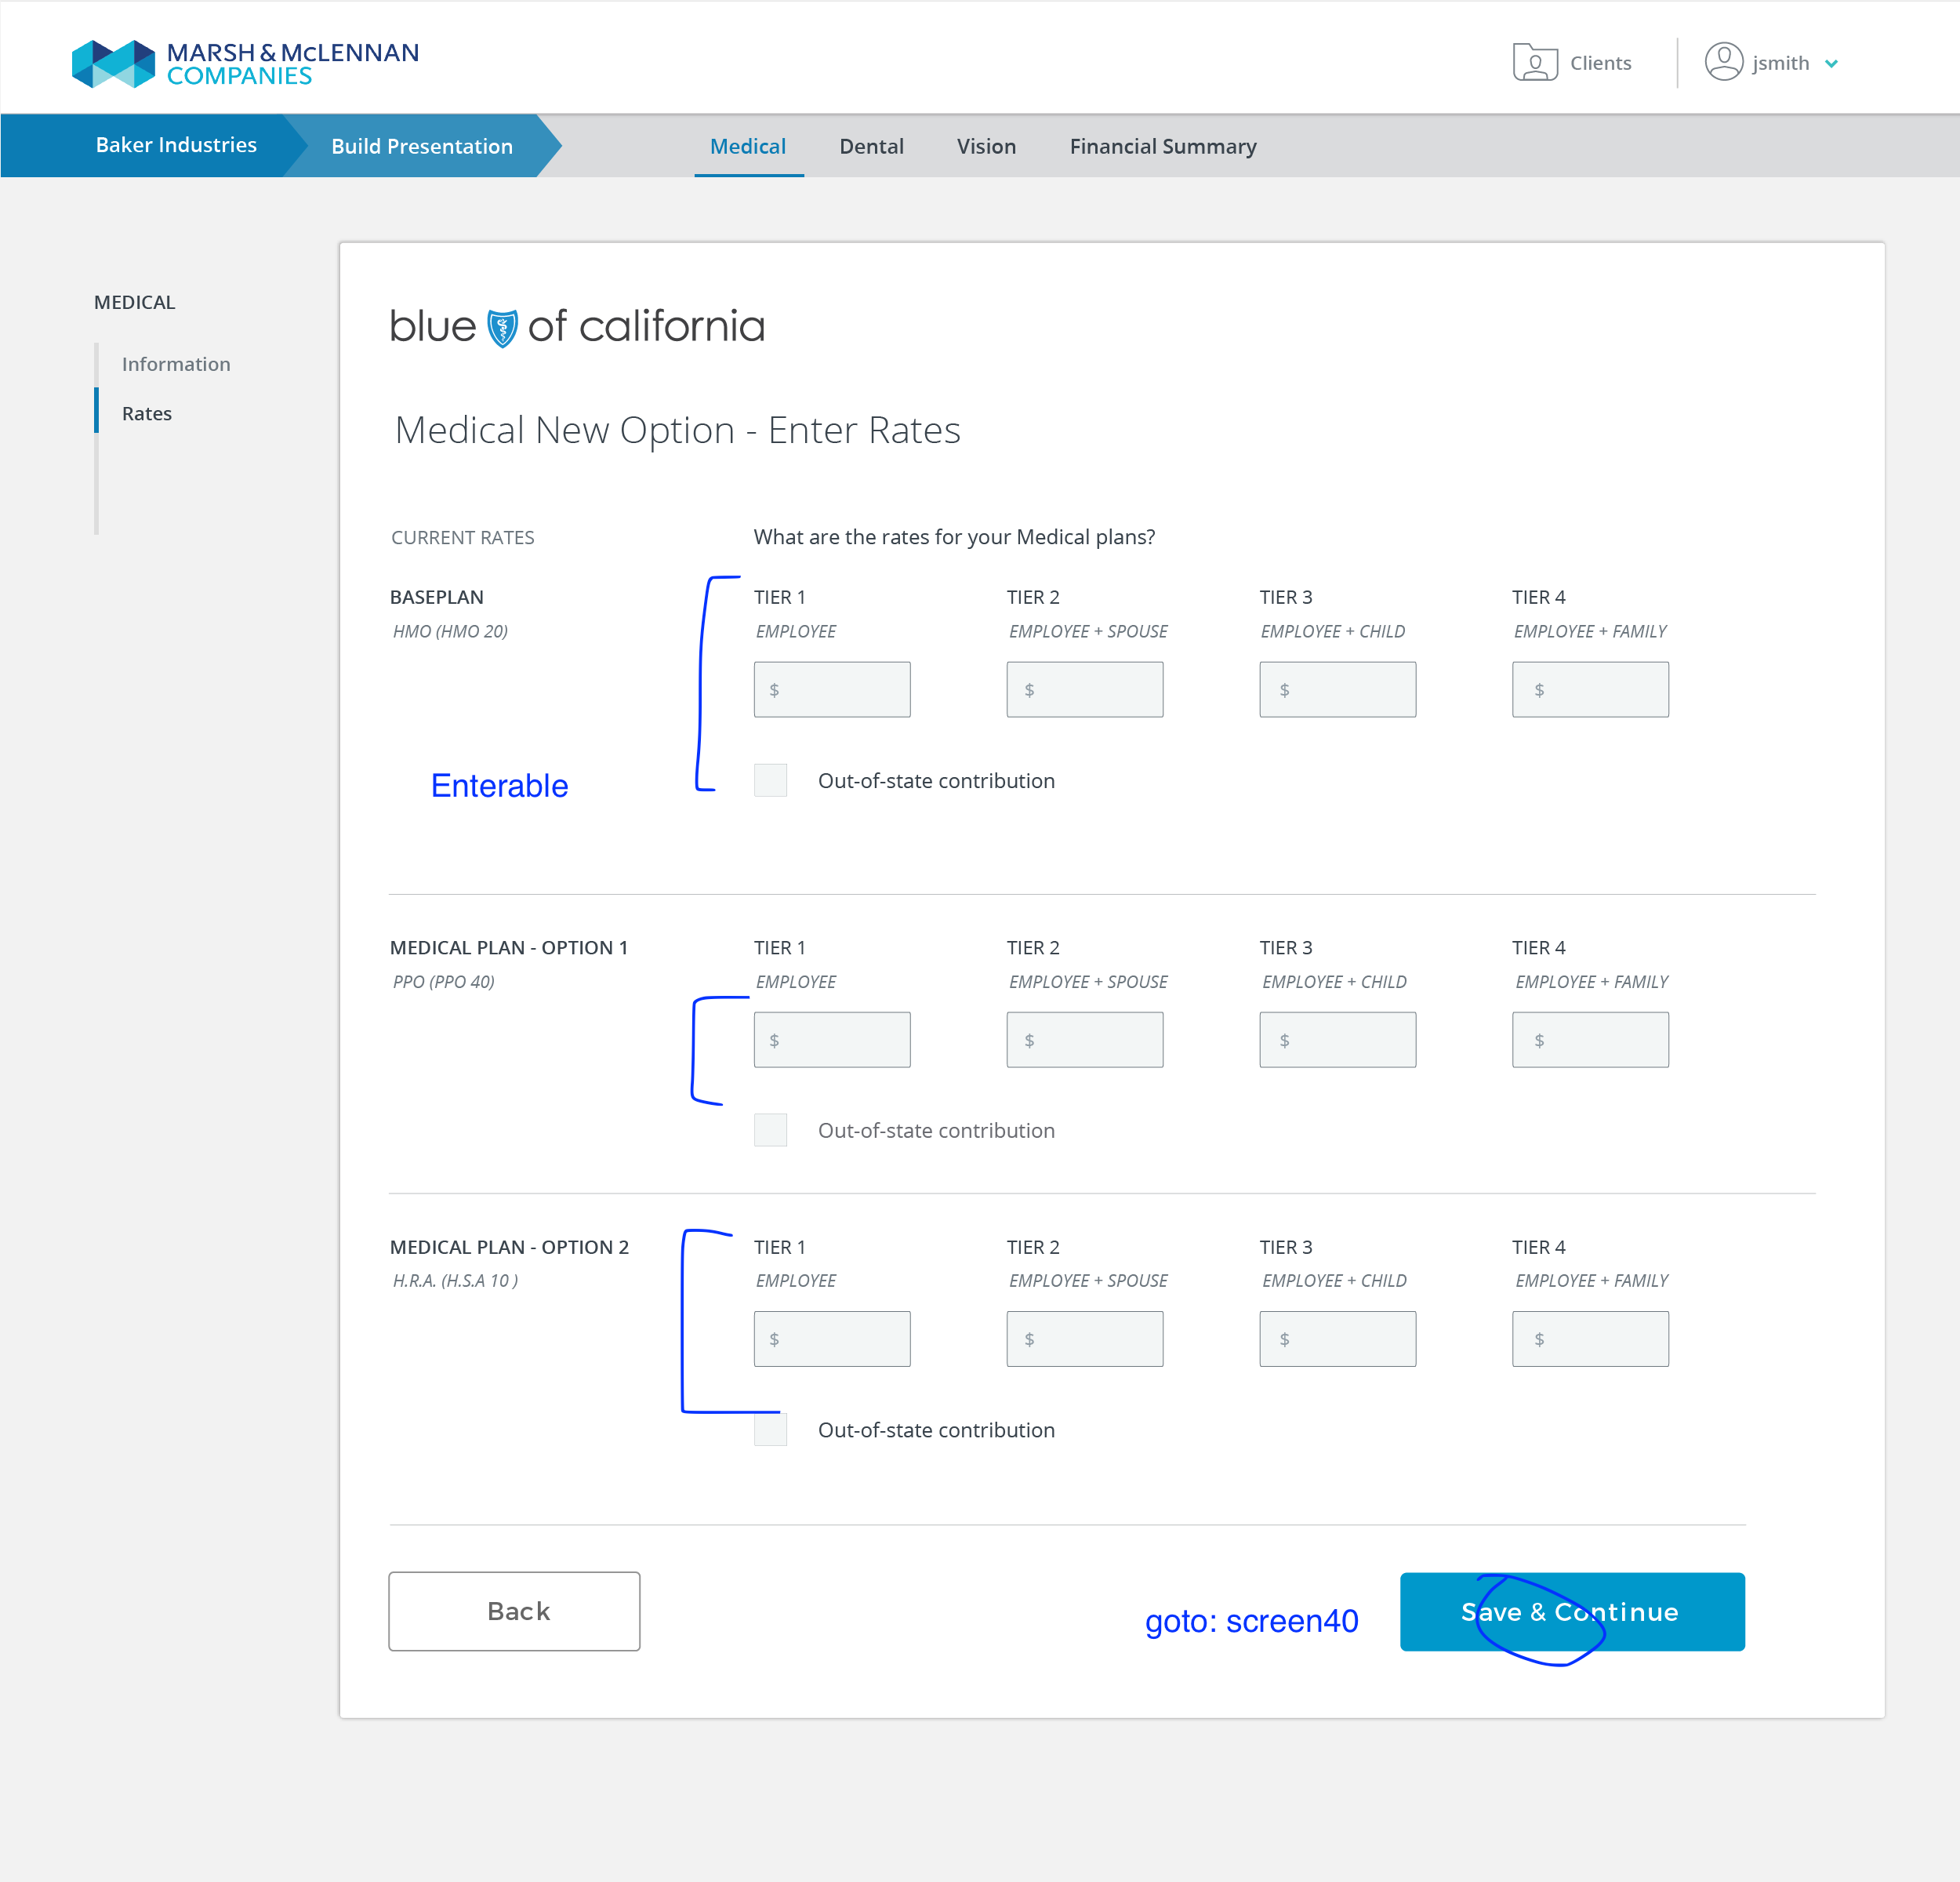 MARSH & McLENNAN
COMPANIES
Clients
jsmith
Baker Industries
Build Presentation
Medical
Dental
Vision
Financial Summary
MEDICAL
Information
Rates
blue of california
Medical New Option - Enter Rates
CURRENT RATES
What are the rates for your Medical plans?
BASEPLAN
TIER 1
TIER 2
TIER 3
TIER 4
HMO (HMO 20)
EMPLOYEE
EMPLOYEE + SPOUSE
EMPLOYEE + CHILD
EMPLOYEE + FAMILY
$
$
$
$
Enterable
Out-of-state contribution
MEDICAL PLAN - OPTION 1
TIER 1
TIER 2
TIER 3
TIER 4
PPO (PPO 40)
EMPLOYEE
EMPLOYEE + SPOUSE
EMPLOYEE + CHILD
EMPLOYEE + FAMILY
$
$
$
$
Out-of-state contribution
MEDICAL PLAN - OPTION 2
TIER 1
TIER 2
TIER 3
TIER 4
H.R.A. (H.S.A 10 )
EMPLOYEE
EMPLOYEE + SPOUSE
EMPLOYEE + CHILD
EMPLOYEE + FAMILY
$
$
$
$
Out-of-state contribution
Back
goto: screen40
Save & Continue